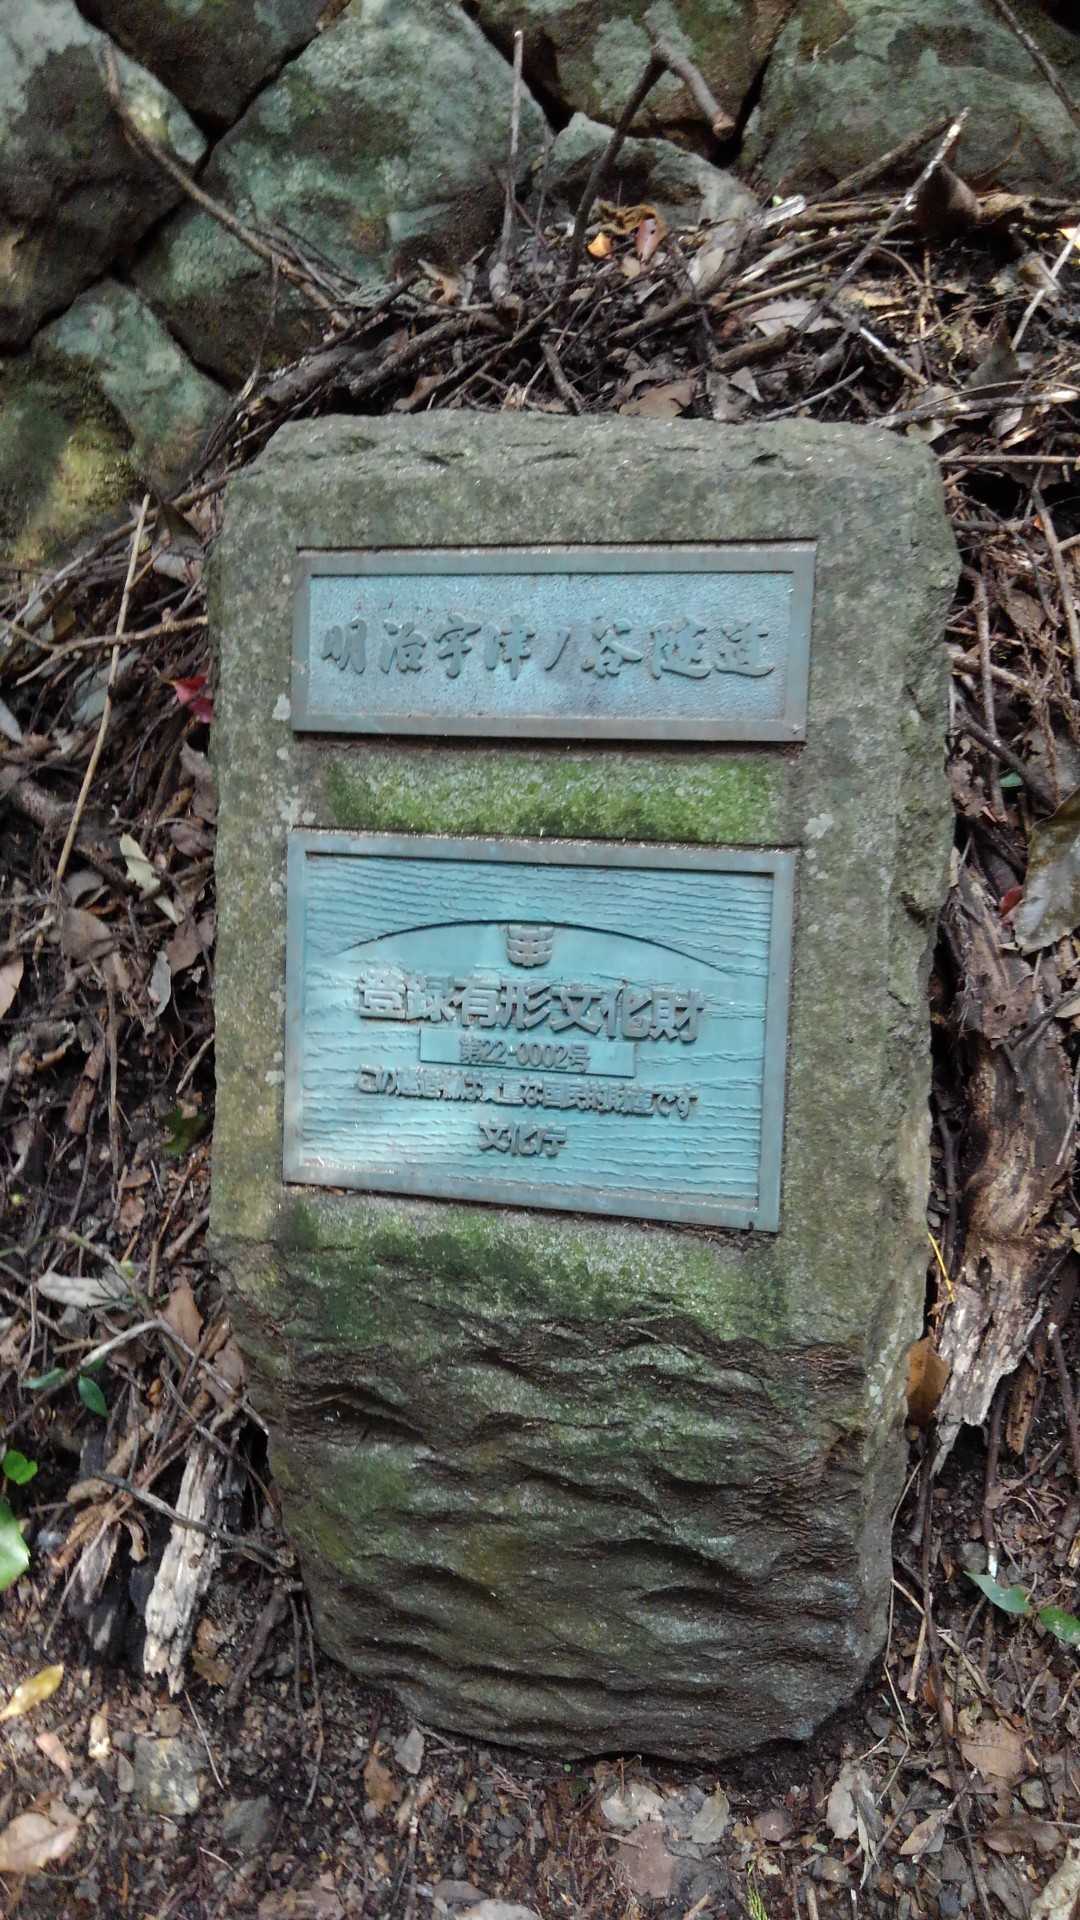 明治宇津ノ谷隧道
登録有形文化財
第22-0002号
この建造物は貴重な国民的財産です
文化庁